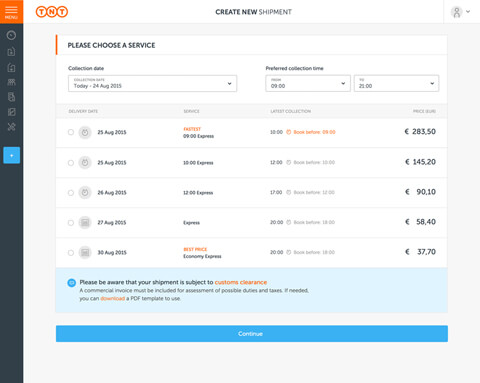 MENU
TNT
CREATE NEW SHIPMENT
PLEASE CHOOSE A SERVICE
Collection date
Preferred collection time
COLLECTION DATE
Today - 24 Aug 2015
FROM
09:00
TO
21:00
DELIVERY DATE SERVICE LATEST COLLECTION PRICE (EUR)
25 Aug 2015 FASTEST
09:00 Express 10:00 Book before: 09:00 € 283,50
25 Aug 2015 10:00 Express 12:00 Book before: 10:00 € 145,20
26 Aug 2015 12:00 Express 17:00 Book before: 12:00 € 90,10
27 Aug 2015 Express 20:00 Book before: 18:00 € 58,40
30 Aug 2015 BEST PRICE
Economy Express 20:00 Book before: 18:00 € 37,70
Please be aware that your shipment is subject to customs clearance
A commercial invoice must be included for assessment of possible duties and taxes. If needed,
you can download a PDF template to use.
Continue